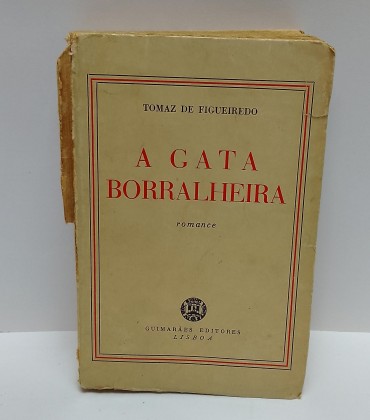 TOMAZ DE FIGUEIREDO
A GATA
BORRALHEIRA
romance
GUIMARÃES EDITORES
LISBOA